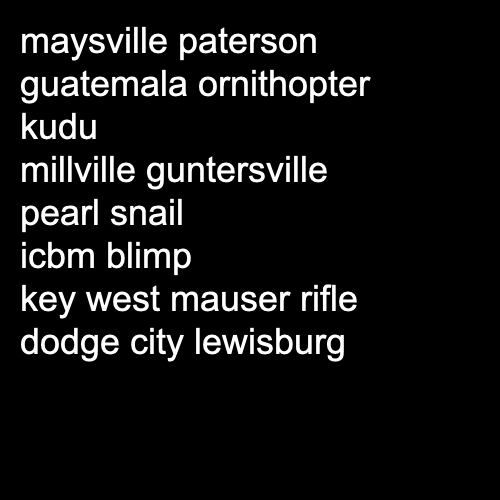 maysville paterson
guatemala ornithopter
kudu
millville guntersville
pearl snail
icbm blimp
key west mauser rifle
dodge city lewisburg